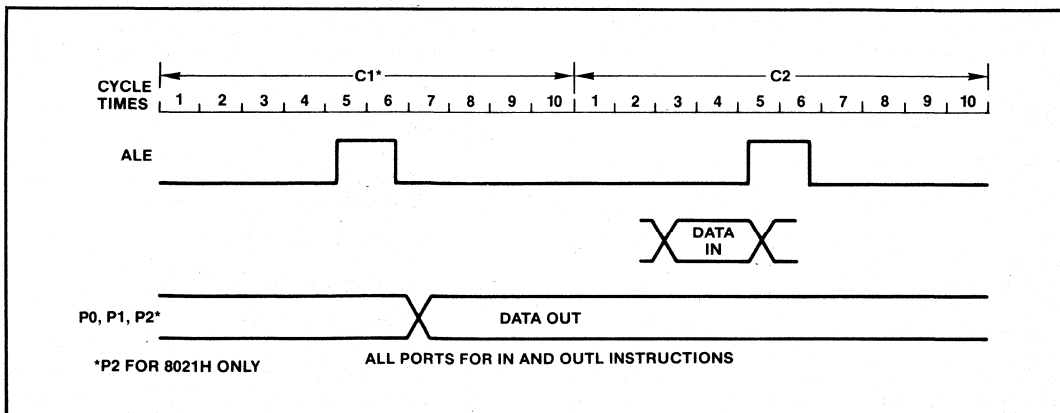 C1* C2
CYCLE TIMES 1 2 3 4 5 6 7 8 9 10 1 2 3 4 5 6 7 8 9 10
ALE
DATA IN
P0, P1, P2* DATA OUT
*P2 FOR 8021H ONLY ALL PORTS FOR IN AND OUTL INSTRUCTIONS